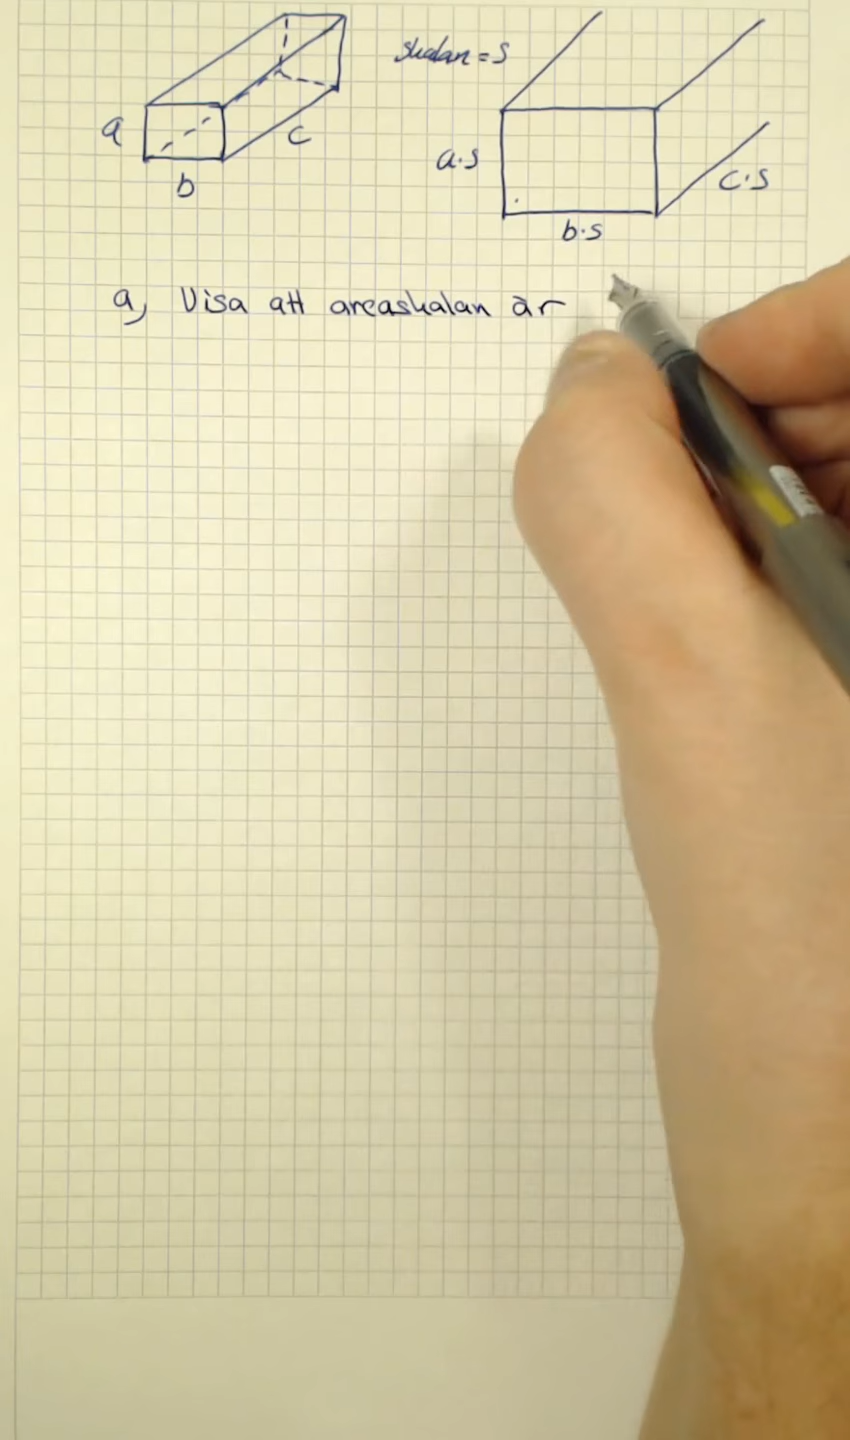 skalan = s
a
c
b
a·s
c·s
b·s
a) Visa att areaskalan är